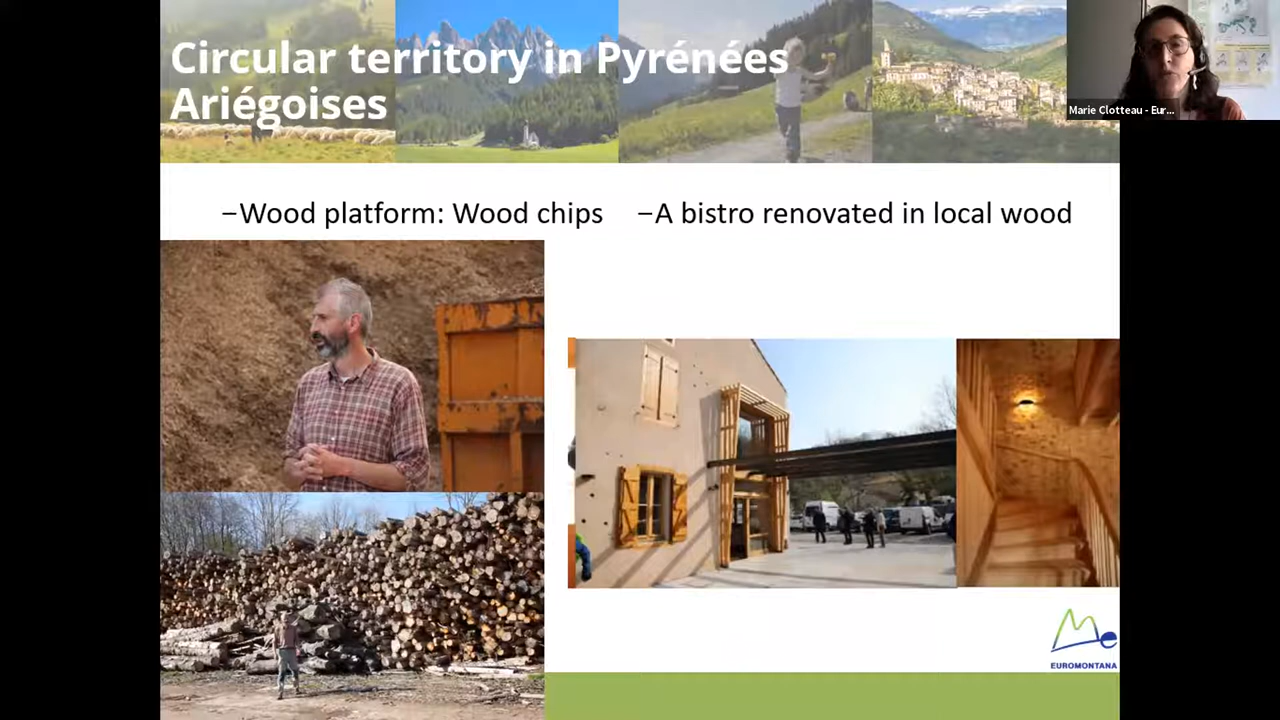 Circular territory in Pyrénées
Ariégoises
Marie Clotteau - Eur...
–Wood platform: Wood chips
–A bistro renovated in local wood
EUROMONTANA